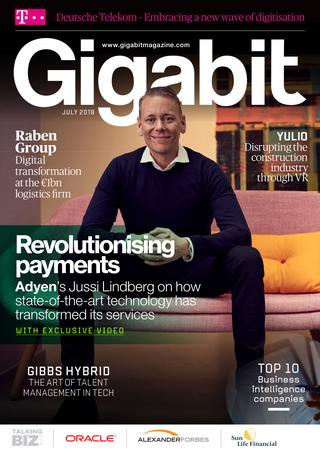 T
Deutsche Telekom - Embracing a new wave of digitisation
www.gigabitmagazine.com
Gigabit
JULY 2018
Raben
Group
Digital
transformation
at the €1bn
logistics firm
YULIO
Disrupting the
construction
industry
through VR
Revolutionising
payments
Adyen's Jussi Lindberg on how
state-of-the-art technology has
transformed its services
WITH EXCLUSIVE VIDEO
GIBBS HYBRID
THE ART OF TALENT
MANAGEMENT IN TECH
TOP 10
Business
intelligence
companies
TALKING
BIZ
ORACLE
ALEXANDERFORBES
Sun
Life Financial